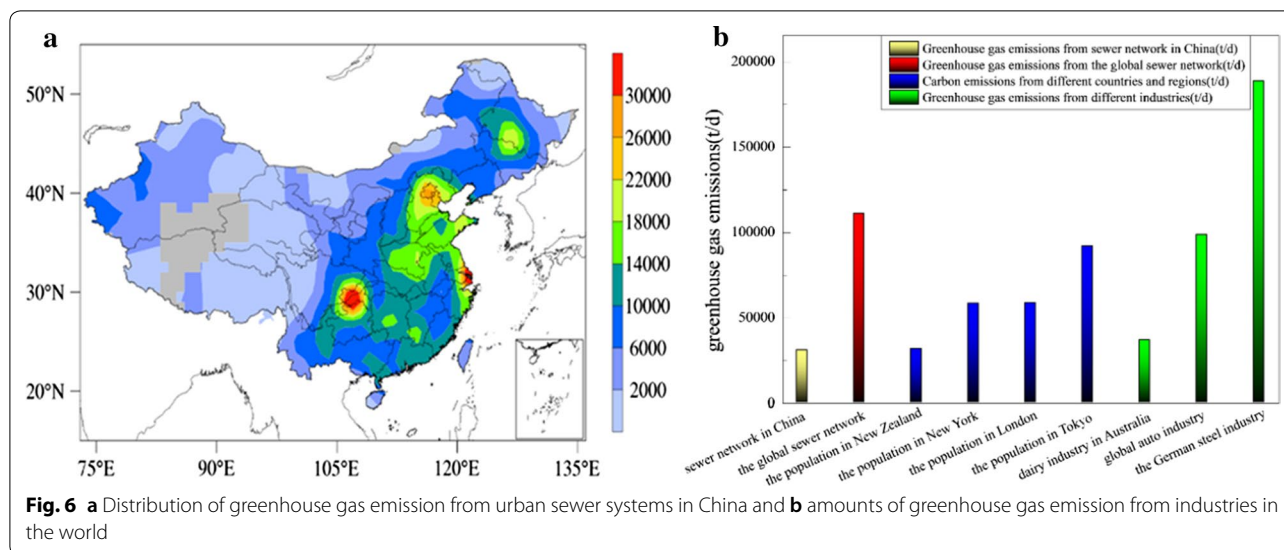 a
50°N
40°N
30°N
20°N
75°E 90°E 105°E 120°E 135°E
30000
26000
22000
18000
14000
10000
6000
2000
b
Greenhouse gas emissions from sewer network in China(t/d)
Greenhouse gas emissions from the global sewer network(t/d)
Carbon emissions from different countries and regions(t/d)
Greenhouse gas emissions from different industries(t/d)
greenhouse gas emissions(t/d)
200000
150000
100000
50000
0
sewer network in China
the global sewer network
the population in New Zealand
the population in New York
the population in London
the population in Tokyo
dairy industry in Australia
global auto industry
the German steel industry
Fig. 6 a Distribution of greenhouse gas emission from urban sewer systems in China and b amounts of greenhouse gas emission from industries in
the world